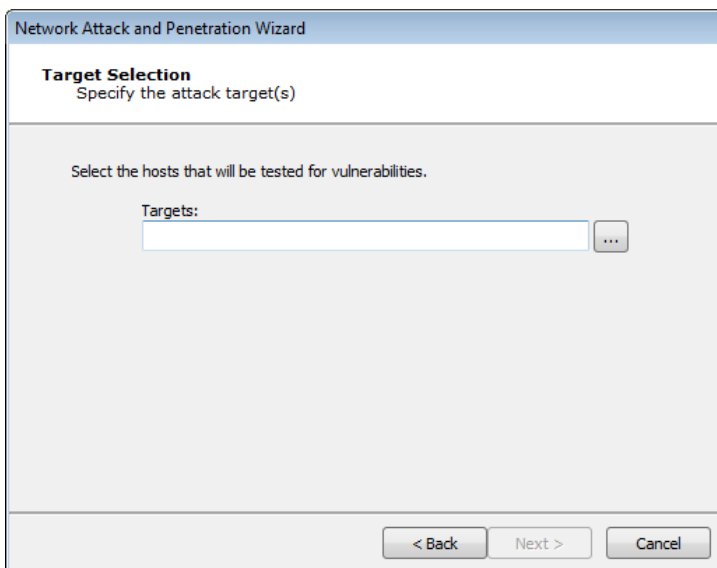 Network Attack and Penetration Wizard
Target Selection
Specify the attack target(s)
Select the hosts that will be tested for vulnerabilities.
Targets:
...
< Back Next > Cancel